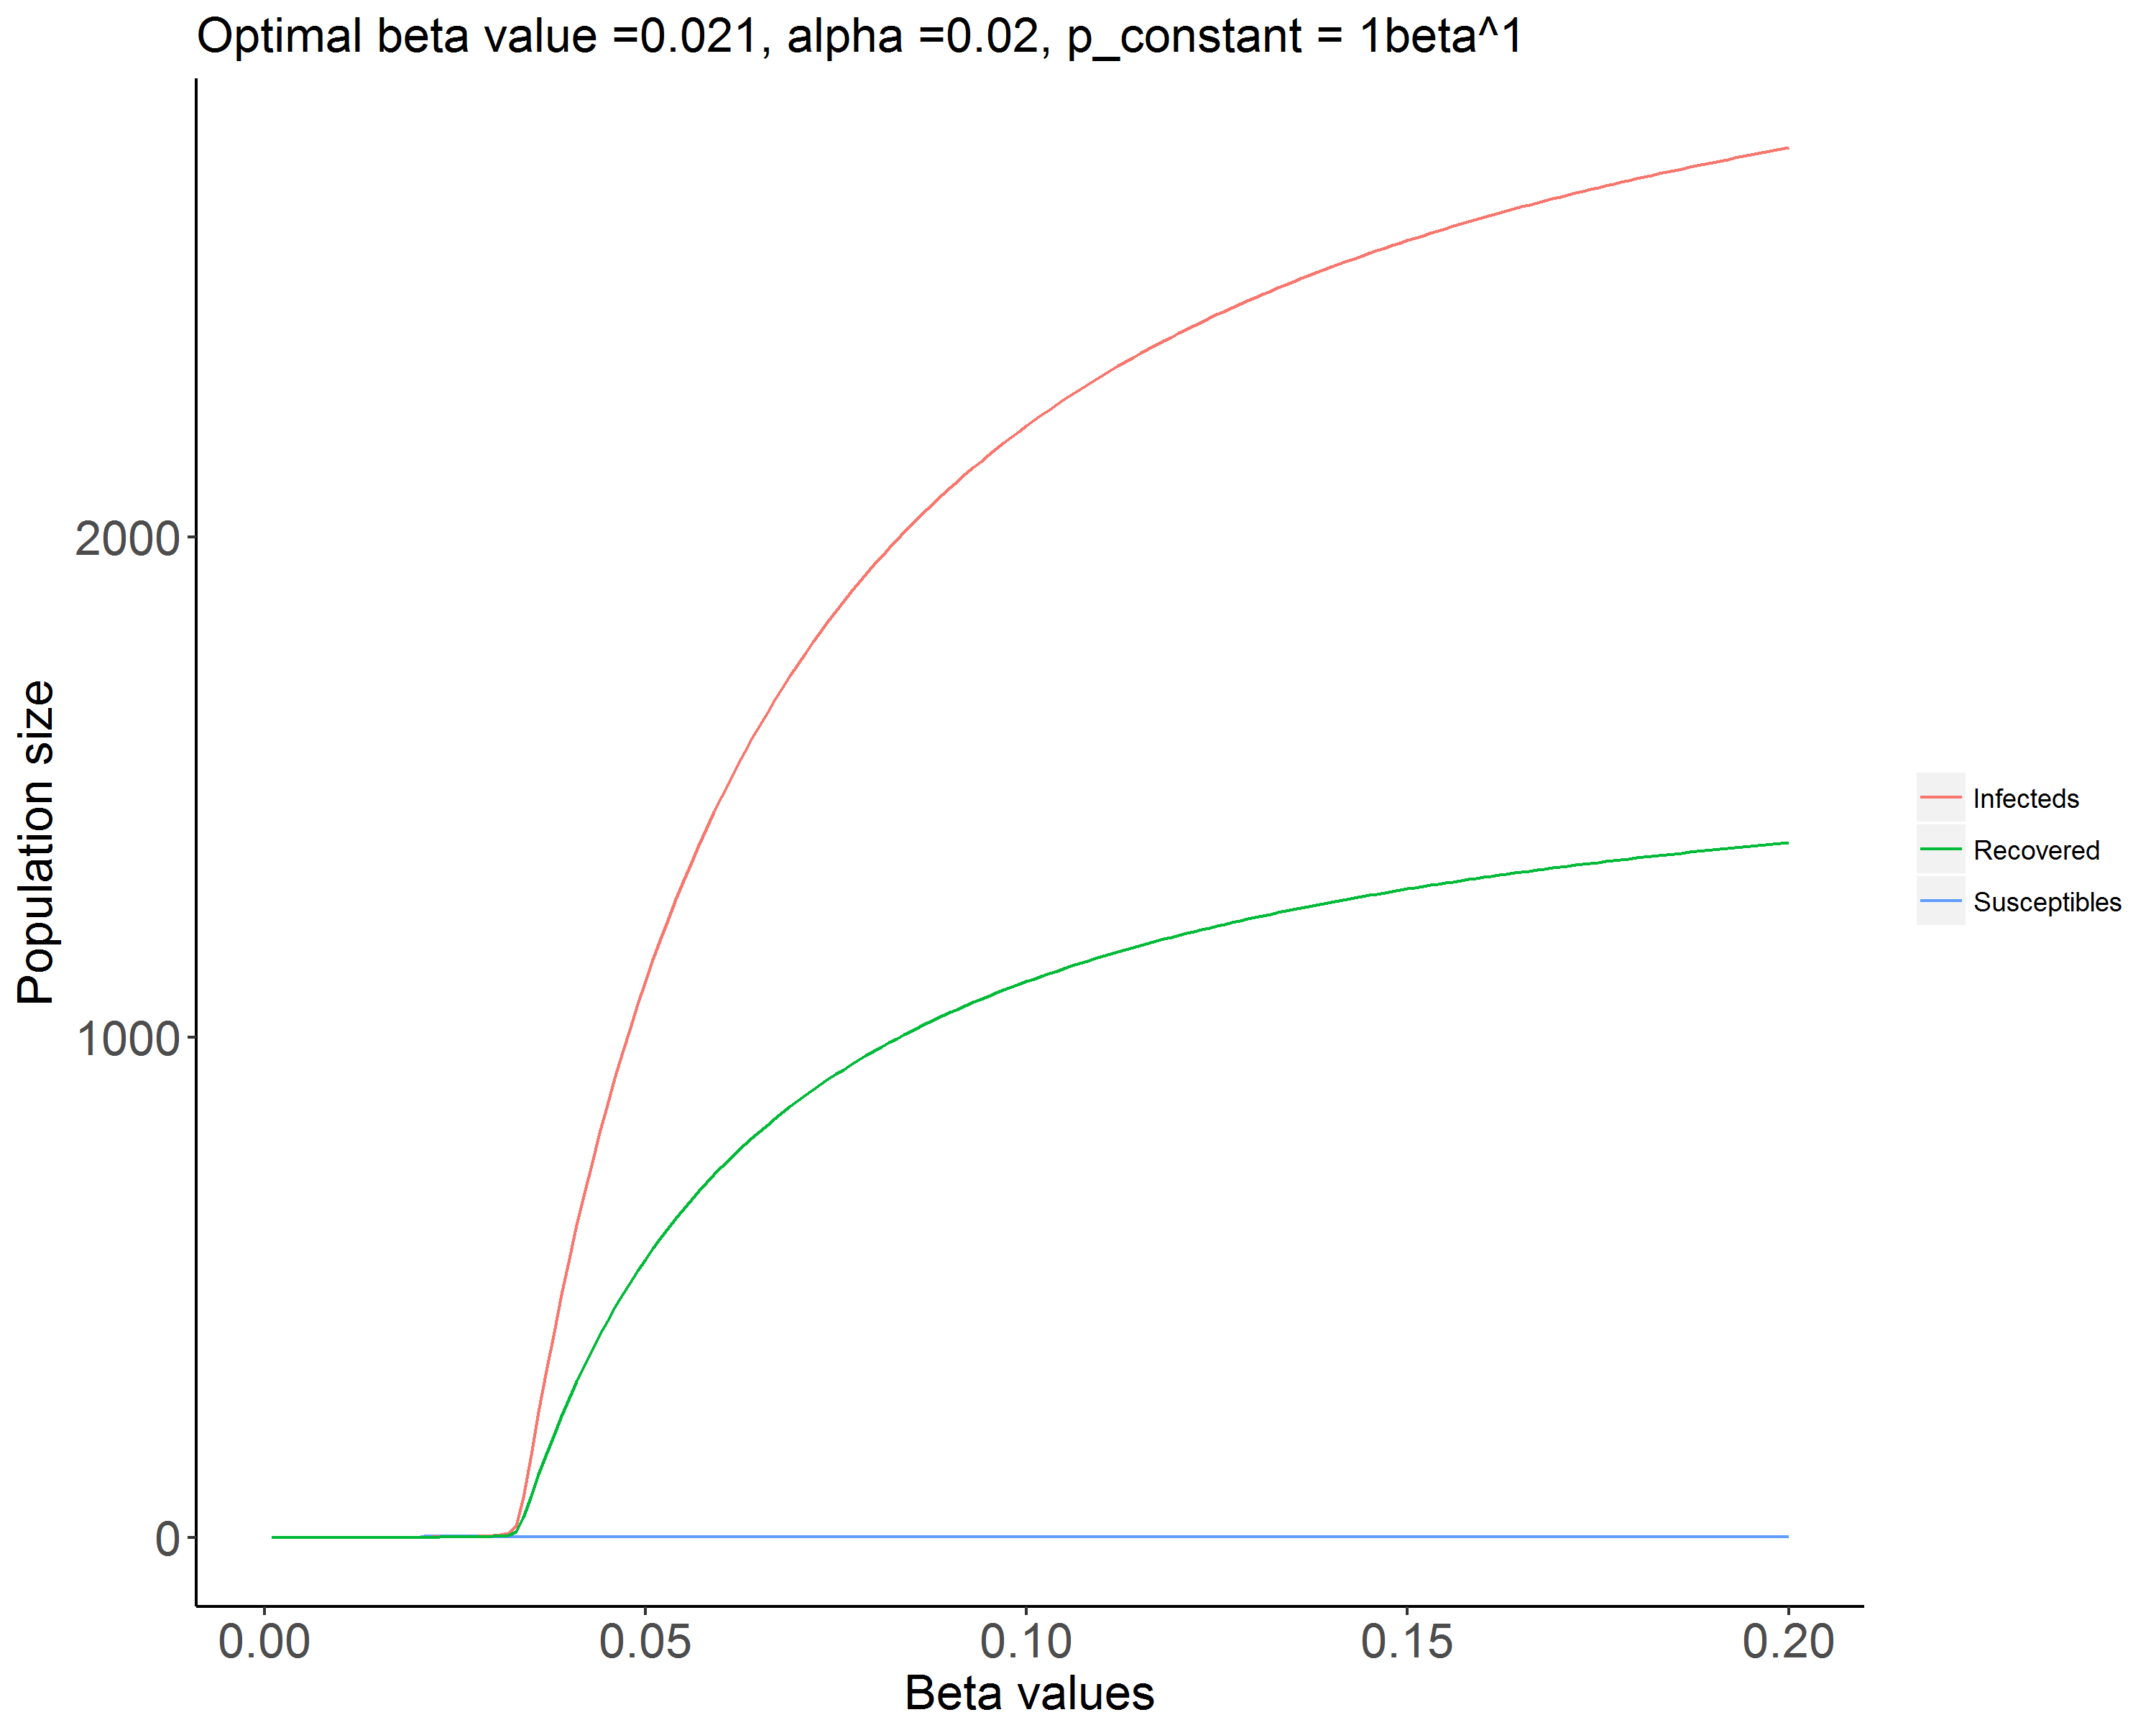 Optimal beta value =0.021, alpha =0.02, p_constant = 1beta^1
Population size
2000
1000
0
0.00 0.05 0.10 0.15 0.20
Beta values
Infecteds
Recovered
Susceptibles